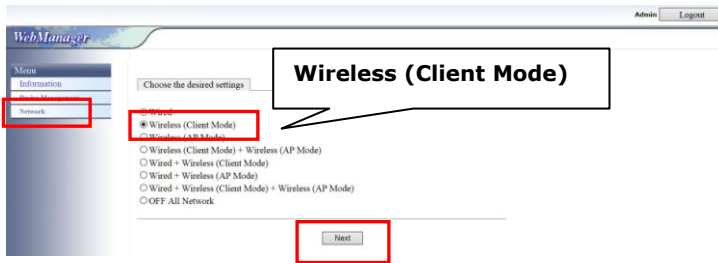 Admin Logout
WebManager
Menu
Information
Device Management
Network
Choose the desired settings
Wireless (Client Mode)
Wired
Wireless (Client Mode)
Wireless (AP Mode)
Wireless (Client Mode) + Wireless (AP Mode)
Wired + Wireless (Client Mode)
Wired + Wireless (AP Mode)
Wired + Wireless (Client Mode) + Wireless (AP Mode)
OFF All Network
Next